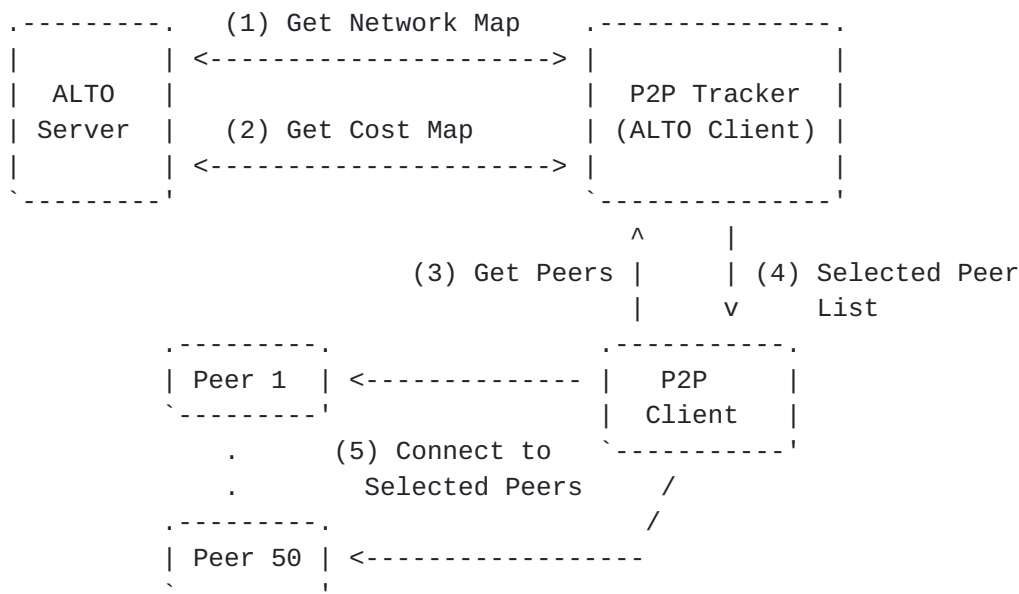 (1) Get Network Map
ALTO P2P Tracker
Server (2) Get Cost Map (ALTO Client)
(3) Get Peers (4) Selected Peer
List
Peer 1 P2P
Client
(5) Connect to
Selected Peers
Peer 50